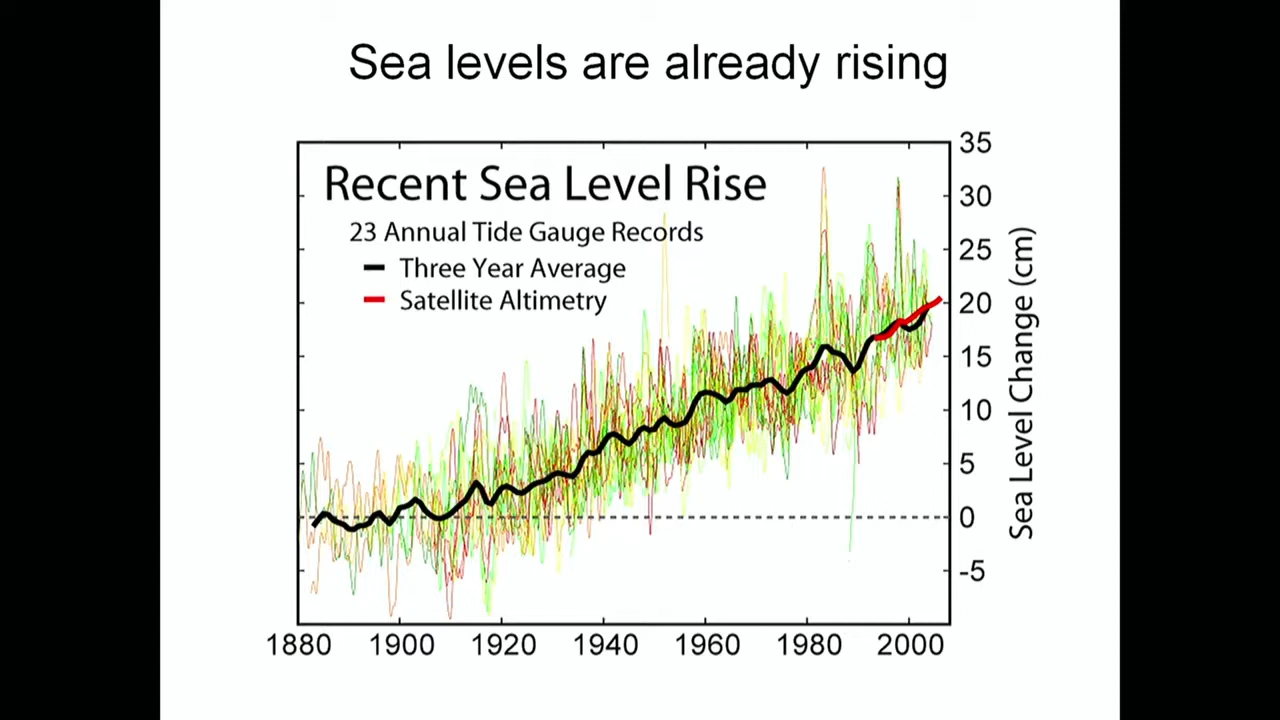 Sea levels are already rising
Recent Sea Level Rise
23 Annual Tide Gauge Records
Three Year Average
Satellite Altimetry
35
30
25
20
15
10
5
0
-5
Sea Level Change (cm)
1880 1900 1920 1940 1960 1980 2000